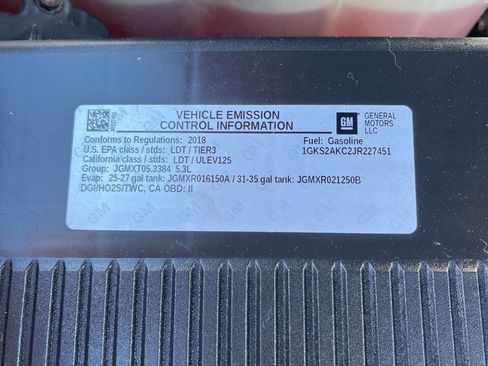 VEHICLE EMISSION
CONTROL INFORMATION
GM
GENERAL
MOTORS
LLC
Conforms to Regulations: 2018
Fuel: Gasoline
U.S. EPA class / stds: LDT / TIER3
1GKS2AKC2JR227451
California class / stds: LDT / ULEV125
Group: JGMXT05.3384 5.3L
Evap: 25-27 gal tank: JGMXR016150A / 31-35 gal tank: JGMXR021250B
DGI/HO2S/TWC, CA OBD: II